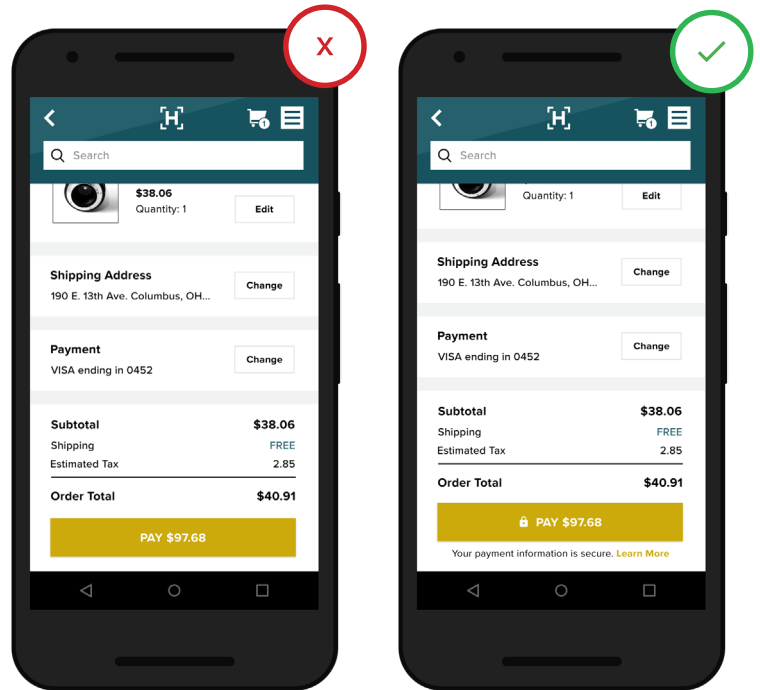 X
[H]
1
Search
$38.06
Quantity: 1
Edit
Shipping Address
190 E. 13th Ave. Columbus, OH...
Change
Payment
VISA ending in 0452
Change
Subtotal $38.06
Shipping FREE
Estimated Tax 2.85
Order Total $40.91
PAY $97.68
[H]
1
Search
Quantity: 1
Edit
Shipping Address
190 E. 13th Ave. Columbus, OH...
Change
Payment
VISA ending in 0452
Change
Subtotal $38.06
Shipping FREE
Estimated Tax 2.85
Order Total $40.91
PAY $97.68
Your payment information is secure. Learn More